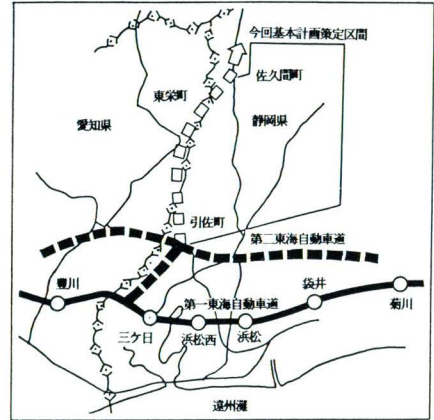 今回基本計画策定区間
佐久間町
東栄町
愛知県
静岡県
引佐町
第二東海自動車道
豊川
第一東海自動車道
袋井
菊川
三ケ日
浜松西
浜松
遠州灘